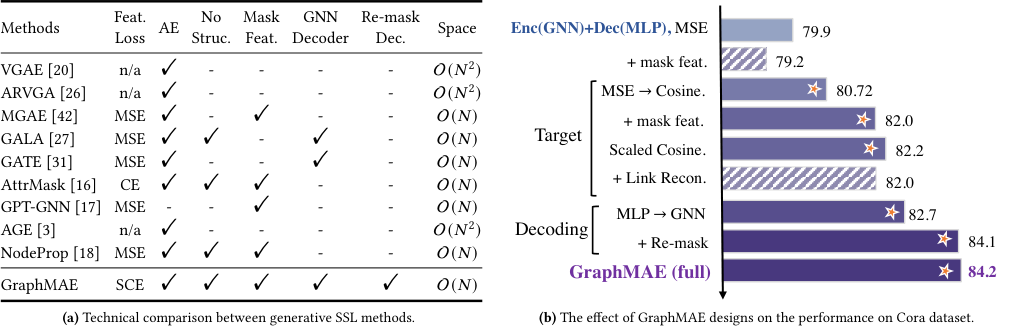 Methods Feat. Loss AE No Struc. Mask Feat. GNN Decoder Re-mask Dec. Space
VGAE [20] n/a ✓ - - - - O(N²)
ARVGA [26] n/a ✓ - - - - O(N²)
MGAE [42] MSE ✓ - ✓ - - O(N)
GALA [27] MSE ✓ ✓ - ✓ - O(N)
GATE [31] MSE ✓ - - ✓ - O(N)
AttrMask [16] CE ✓ ✓ ✓ - - O(N)
GPT-GNN [17] MSE - - ✓ - - O(N)
AGE [3] n/a ✓ - - - - O(N²)
NodeProp [18] MSE ✓ ✓ ✓ - - O(N)
GraphMAE SCE ✓ ✓ ✓ ✓ ✓ O(N)
(a) Technical comparison between generative SSL methods.
Enc(GNN)+Dec(MLP), MSE 79.9
+ mask feat. 79.2
Target
MSE → Cosine. 80.72
+ mask feat. 82.0
Scaled Cosine. 82.2
+ Link Recon. 82.0
Decoding
MLP → GNN 82.7
+ Re-mask 84.1
GraphMAE (full) 84.2
(b) The effect of GraphMAE designs on the performance on Cora dataset.